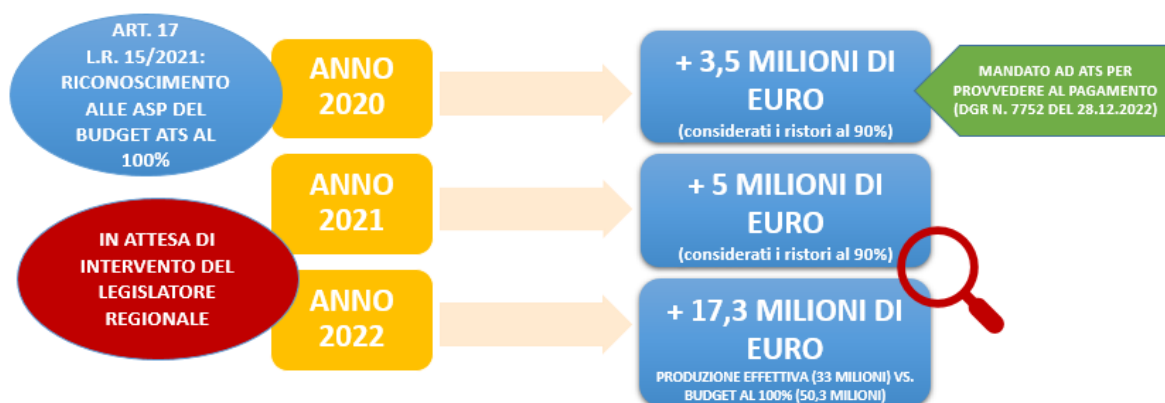 ART. 17
L.R. 15/2021:
RICONOSCIMENTO
ALLE ASP DEL
BUDGET ATS AL
100%
ANNO
2020
+ 3,5 MILIONI DI
EURO
(considerati i ristori al 90%)
MANDATO AD ATS PER
PROVVEDERE AL PAGAMENTO
(DGR N. 7752 DEL 28.12.2022)
IN ATTESA DI
INTERVENTO DEL
LEGISLATORE
REGIONALE
ANNO
2021
+ 5 MILIONI DI
EURO
(considerati i ristori al 90%)
ANNO
2022
+ 17,3 MILIONI DI
EURO
PRODUZIONE EFFETTIVA (33 MILIONI) VS.
BUDGET AL 100% (50,3 MILIONI)